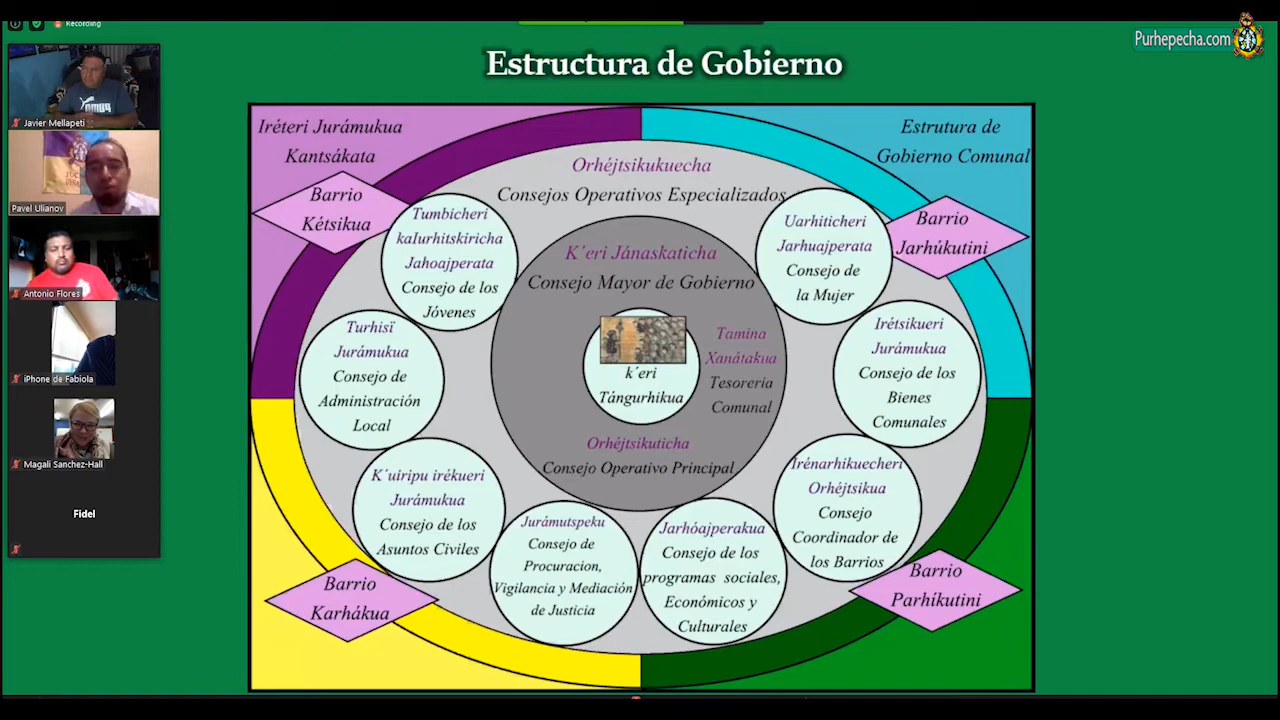 Recording
Purhepecha.com
Estructura de Gobierno
Javier Mellapeti
Pavel Ulianov
Antonio Flores
iPhone de Fabiola
Magali Sanchez-Hall
Fidel
Iréteri Jurámukua
Kantsákata
Estrutura de
Gobierno Comunal
Barrio
Kétsikua
Barrio
Jarhúkutini
Orhéjtsikukuecha
Consejos Operativos Especializados
Tumbicheri
kaIurhitskiricha
Jahoajperata
Consejo de los
Jóvenes
K´eri Jánaskaticha
Consejo Mayor de Gobierno
Uarhiticheri
Jarhuajperata
Consejo de
la Mujer
Turhisï
Jurámukua
Consejo de
Administración
Local
k´eri
Tángurhikua
Tamina
Xanátakua
Tesoreria
Comunal
Irétsikueri
Jurámukua
Consejo de los
Bienes
Comunales
Orhéjtsikuticha
Consejo Operativo Principal
K´uiripu irékueri
Jurámukua
Consejo de los
Asuntos Civiles
Jurámutspeku
Consejo de
Procuracion,
Vigilancia y Mediación
de Justicia
Jarhóajperakua
Consejo de los
programas sociales,
Económicos y
Culturales
Irénarhikuecheri
Orhéjtsikua
Consejo
Coordinador de
los Barrios
Barrio
Karhákua
Barrio
Parhíkutini